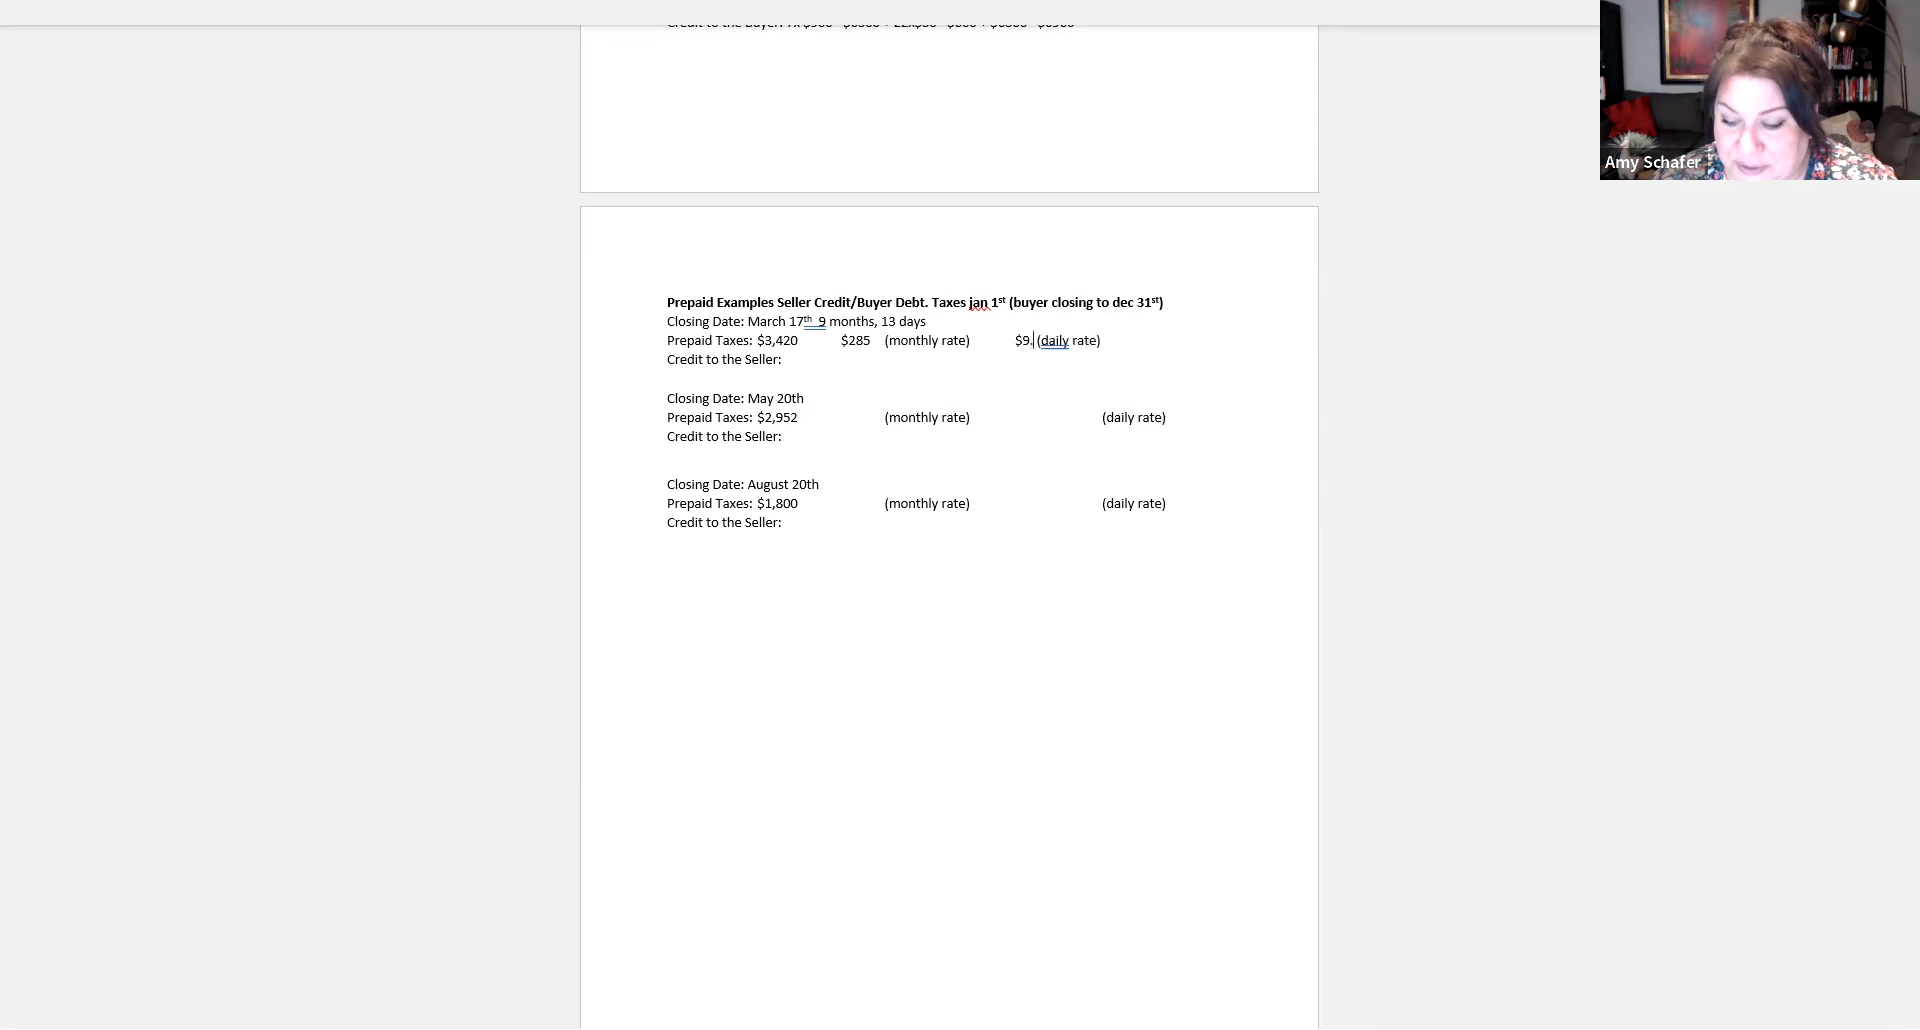 Amy Schafer
Prepaid Examples Seller Credit/Buyer Debt. Taxes jan 1st (buyer closing to dec 31st)
Closing Date: March 17th 9 months, 13 days
Prepaid Taxes: $3,420 $285 (monthly rate) $9. (daily rate)
Credit to the Seller:
Closing Date: May 20th
Prepaid Taxes: $2,952 (monthly rate) (daily rate)
Credit to the Seller:
Closing Date: August 20th
Prepaid Taxes: $1,800 (monthly rate) (daily rate)
Credit to the Seller: